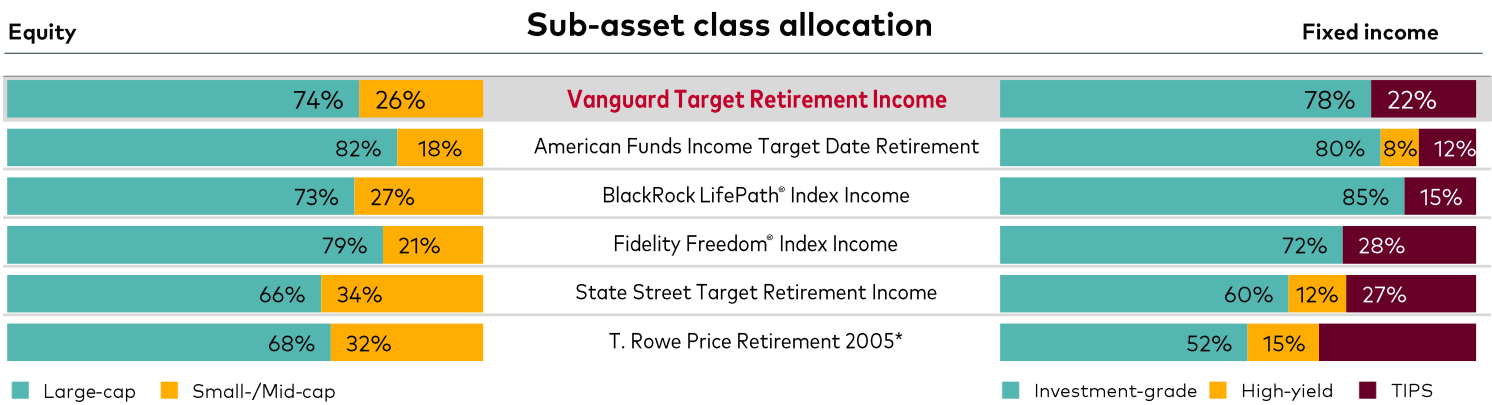 Equity Sub-asset class allocation Fixed income
74% 26% Vanguard Target Retirement Income 78% 22%
82% 18% American Funds Income Target Date Retirement 80% 8% 12%
73% 27% BlackRock LifePath® Index Income 85% 15%
79% 21% Fidelity Freedom® Index Income 72% 28%
66% 34% State Street Target Retirement Income 60% 12% 27%
68% 32% T. Rowe Price Retirement 2005* 52% 15%
Large-cap Small-/Mid-cap Investment-grade High-yield TIPS